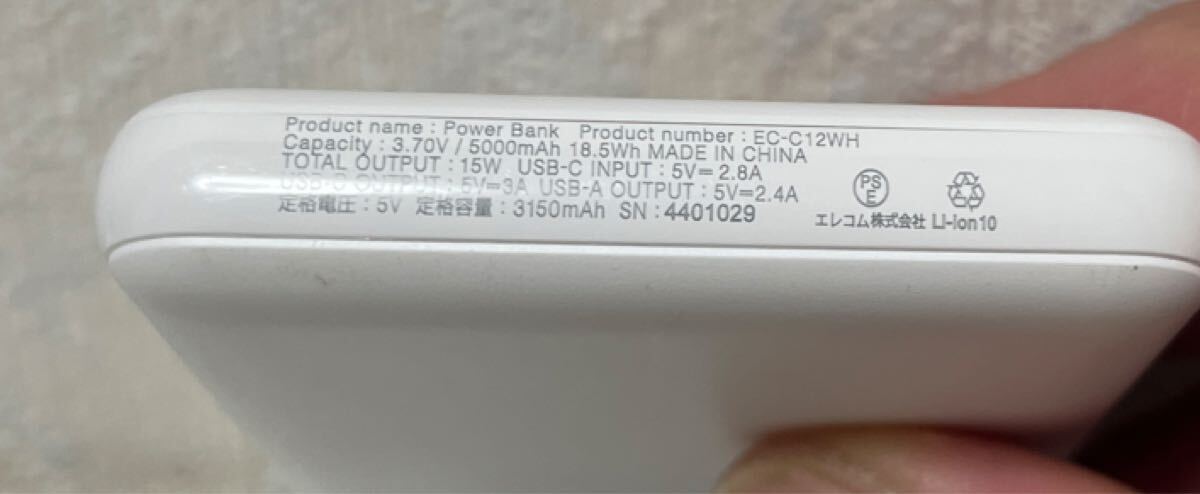 Product name : Power Bank Product number : EC-C12WH
Capacity : 3.70V / 5000mAh 18.5Wh MADE IN CHINA
TOTAL OUTPUT : 15W USB-C INPUT : 5V⎓2.8A
USB-C OUTPUT : 5V⎓3A USB-A OUTPUT : 5V⎓2.4A
定格電圧 : 5V 定格容量 : 3150mAh SN : 4401029
PSE
エレコム株式会社 Li-ion10